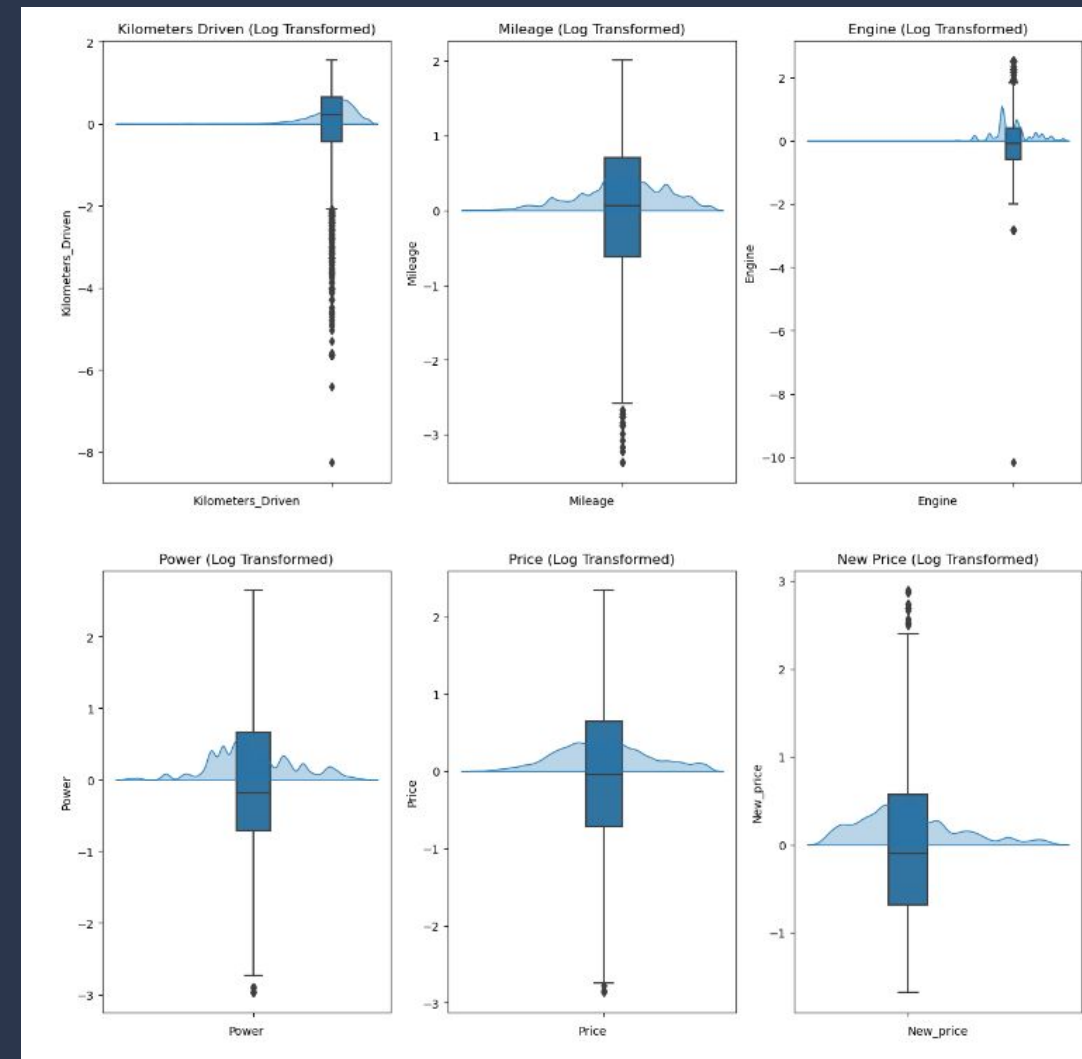 Kilometers Driven (Log Transformed)
2
0
−2
−4
−6
−8
Kilometers_Driven
Kilometers_Driven
Mileage (Log Transformed)
2
1
0
−1
−2
−3
Mileage
Mileage
Engine (Log Transformed)
2
0
−2
−4
−6
−8
−10
Engine
Engine
Power (Log Transformed)
2
1
0
−1
−2
−3
Power
Power
Price (Log Transformed)
2
1
0
−1
−2
−3
Price
Price
New Price (Log Transformed)
3
2
1
0
−1
New_price
New_price